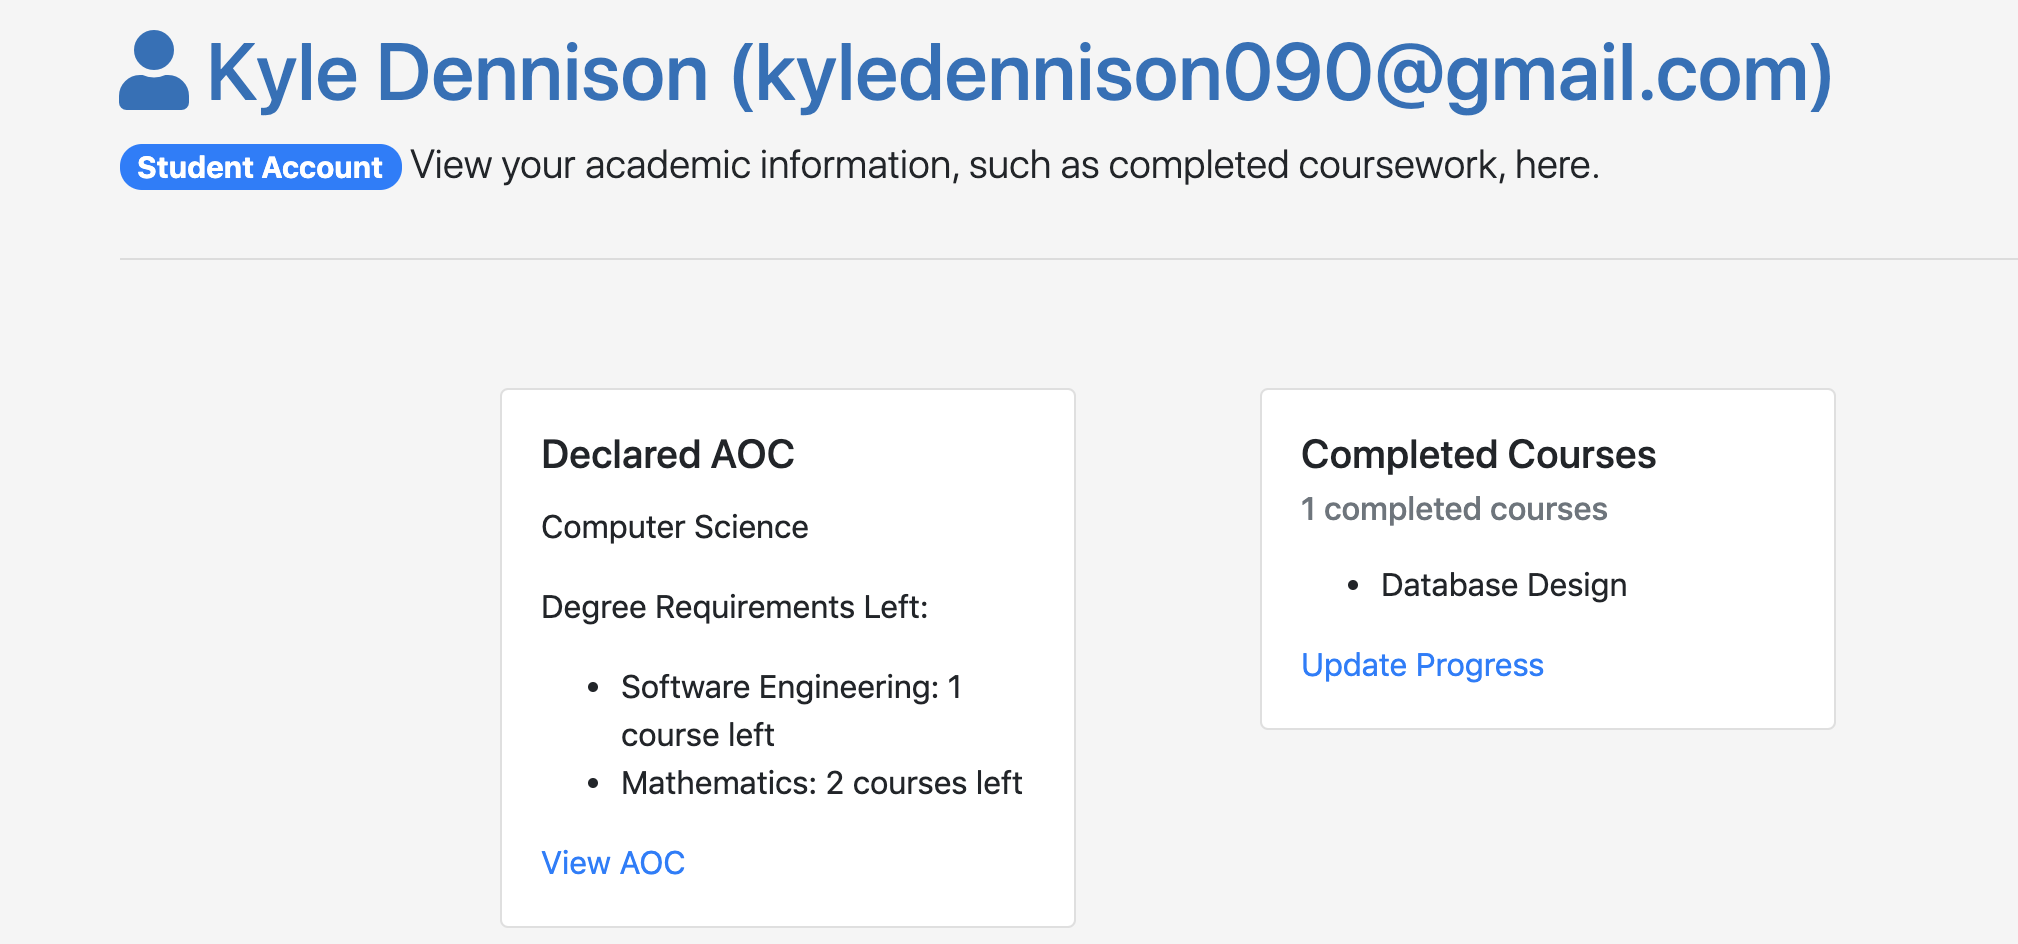 Kyle Dennison (kyledennison090@gmail.com)
Student Account View your academic information, such as completed coursework, here.
Declared AOC
Computer Science
Degree Requirements Left:
• Software Engineering: 1
course left
• Mathematics: 2 courses left
View AOC
Completed Courses
1 completed courses
• Database Design
Update Progress